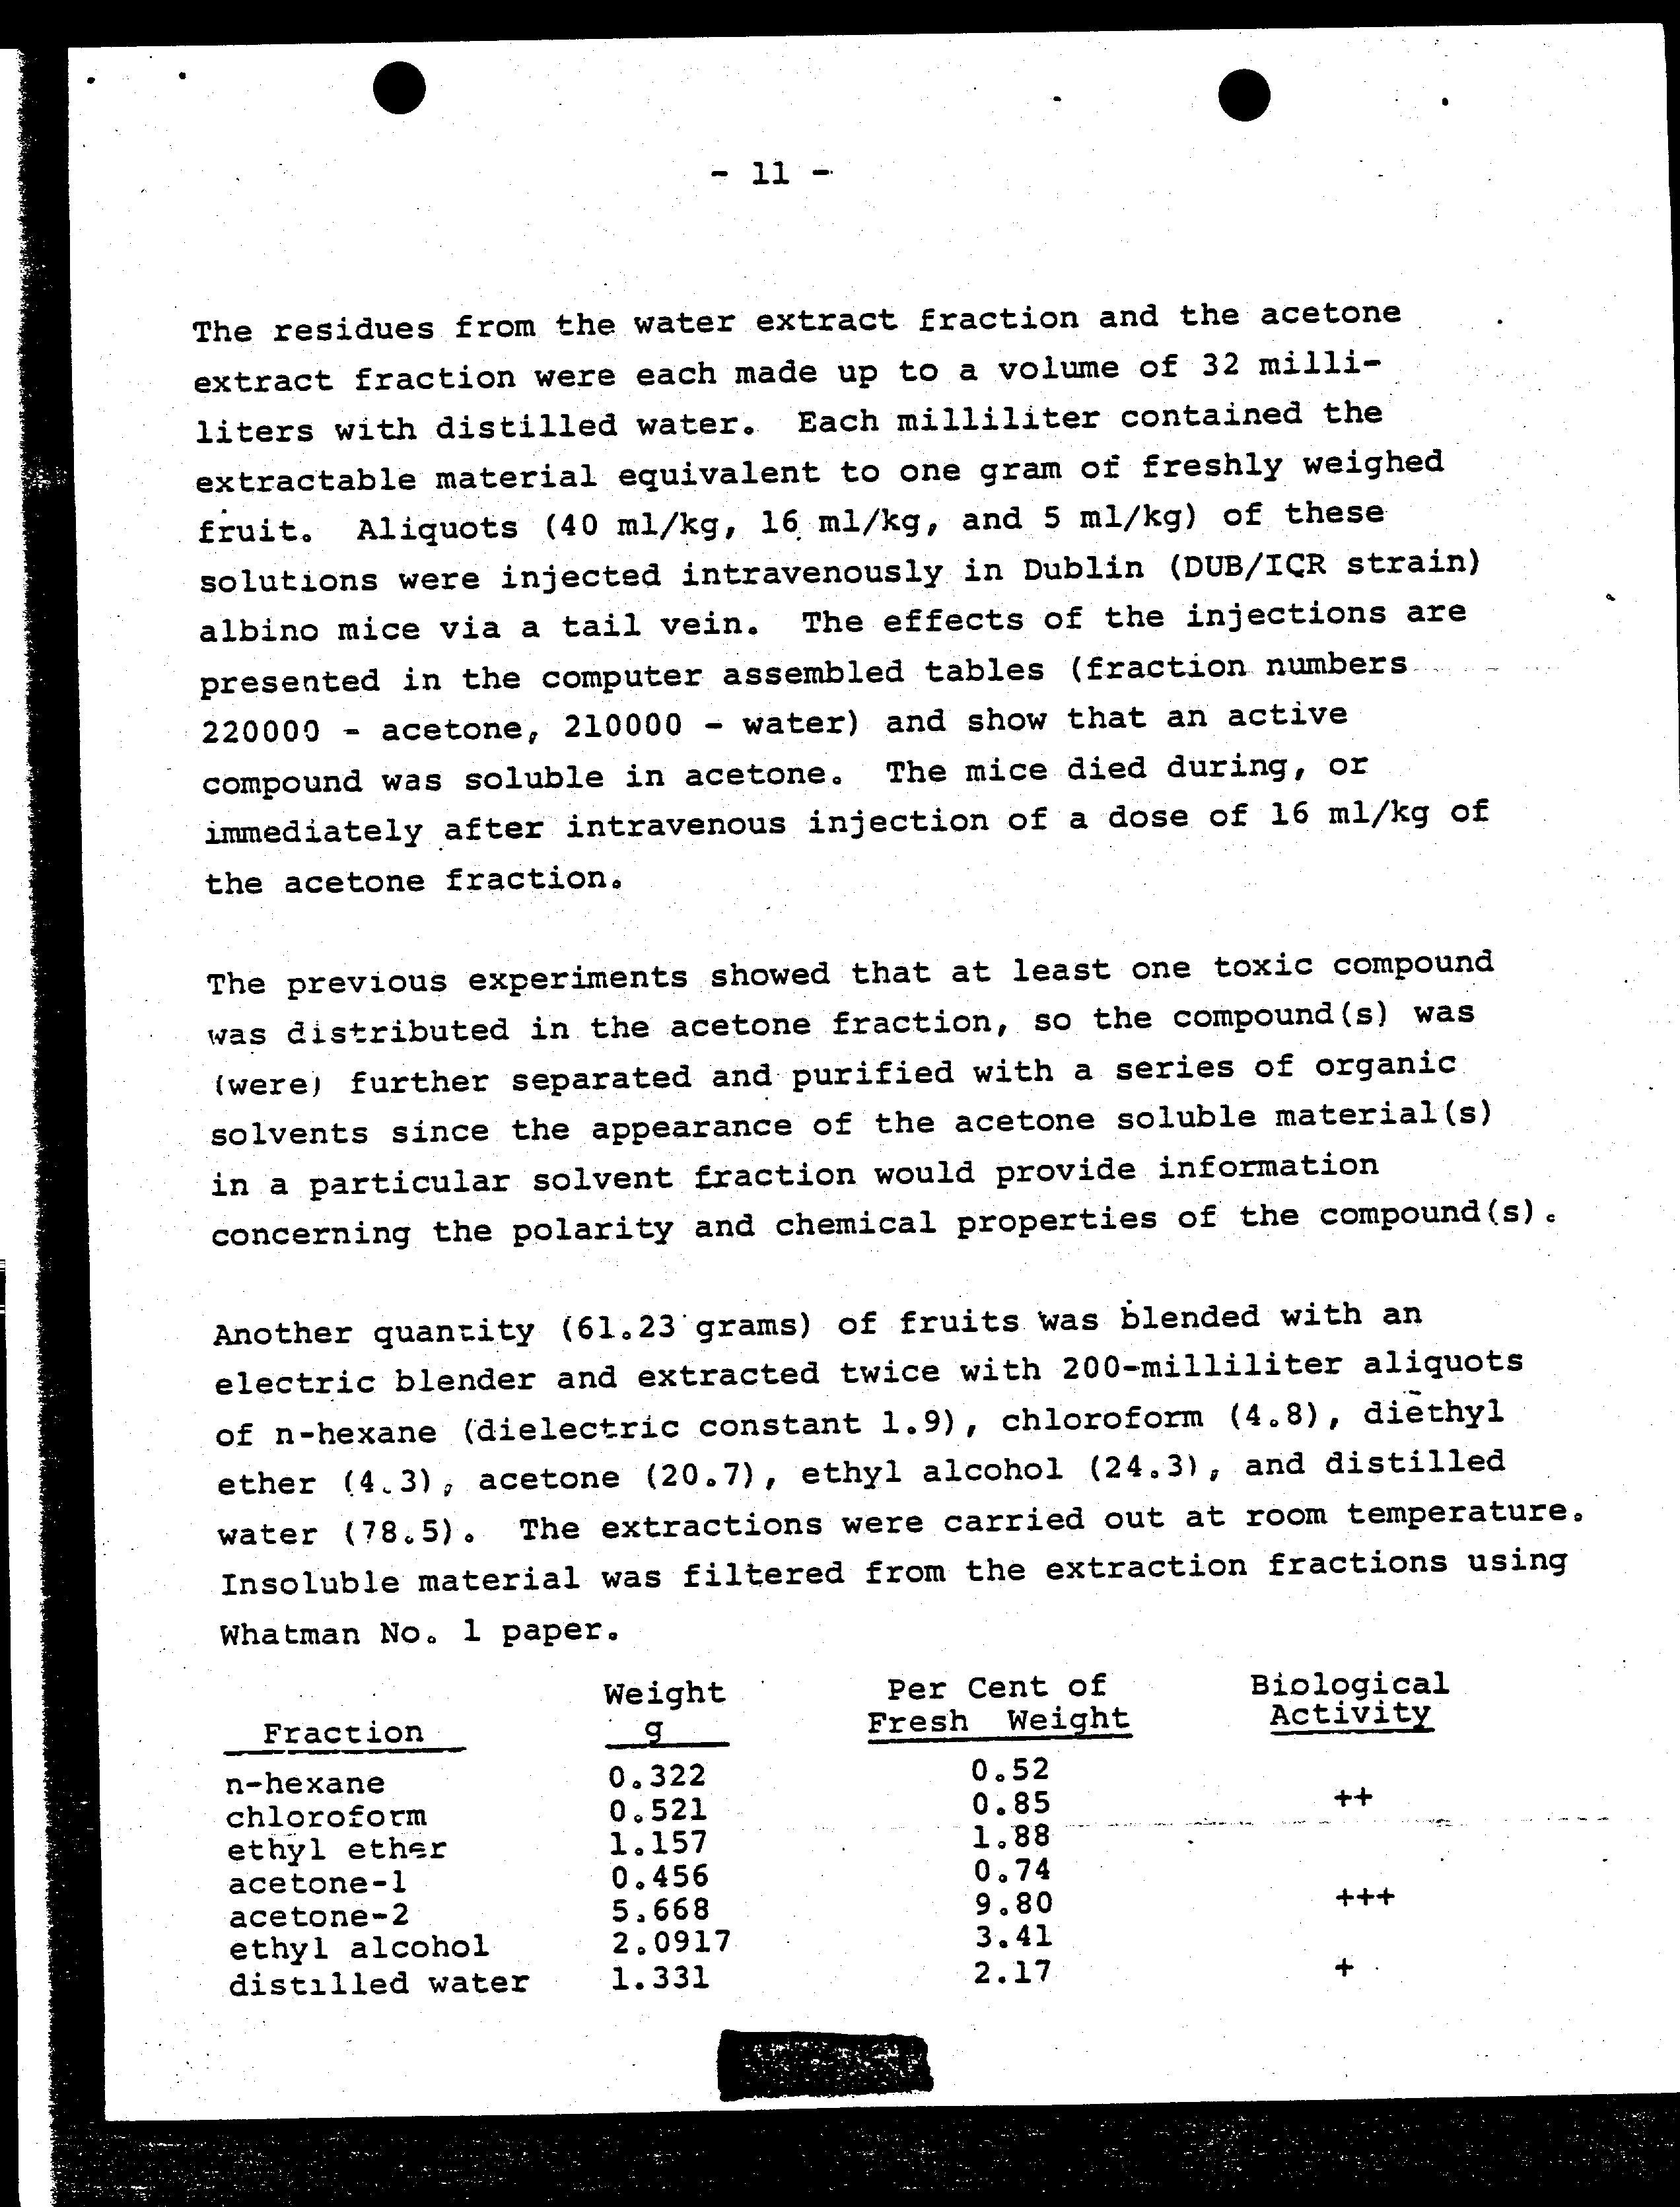 - 11 -
The residues from the water extract fraction and the acetone
extract fraction were each made up to a volume of 32 milli-
liters with distilled water. Each milliliter contained the
extractable material equivalent to one gram of freshly weighed
fruit. Aliquots (40 ml/kg, 16 ml/kg, and 5 ml/kg) of these
solutions were injected intravenously in Dublin (DUB/ICR strain)
albino mice via a tail vein. The effects of the injections are
presented in the computer assembled tables (fraction numbers
220000 - acetone, 210000 - water) and show that an active
compound was soluble in acetone. The mice died during, or
immediately after intravenous injection of a dose of 16 ml/kg of
the acetone fraction.
The previous experiments showed that at least one toxic compound
was distributed in the acetone fraction, so the compound(s) was
(were) further separated and purified with a series of organic
solvents since the appearance of the acetone soluble material(s)
in a particular solvent fraction would provide information
concerning the polarity and chemical properties of the compound(s).
Another quantity (61.23 grams) of fruits was blended with an
electric blender and extracted twice with 200-milliliter aliquots
of n-hexane (dielectric constant 1.9), chloroform (4.8), diethyl
ether (4.3), acetone (20.7), ethyl alcohol (24.3), and distilled
water (78.5). The extractions were carried out at room temperature.
Insoluble material was filtered from the extraction fractions using
Whatman No. 1 paper.
Weight Per Cent of Biological
Fraction g Fresh Weight Activity
n-hexane 0.322 0.52
chloroform 0.521 0.85 ++
ethyl ether 1.157 1.88
acetone-1 0.456 0.74
acetone-2 5.668 9.80 +++
ethyl alcohol 2.0917 3.41
distilled water 1.331 2.17 +